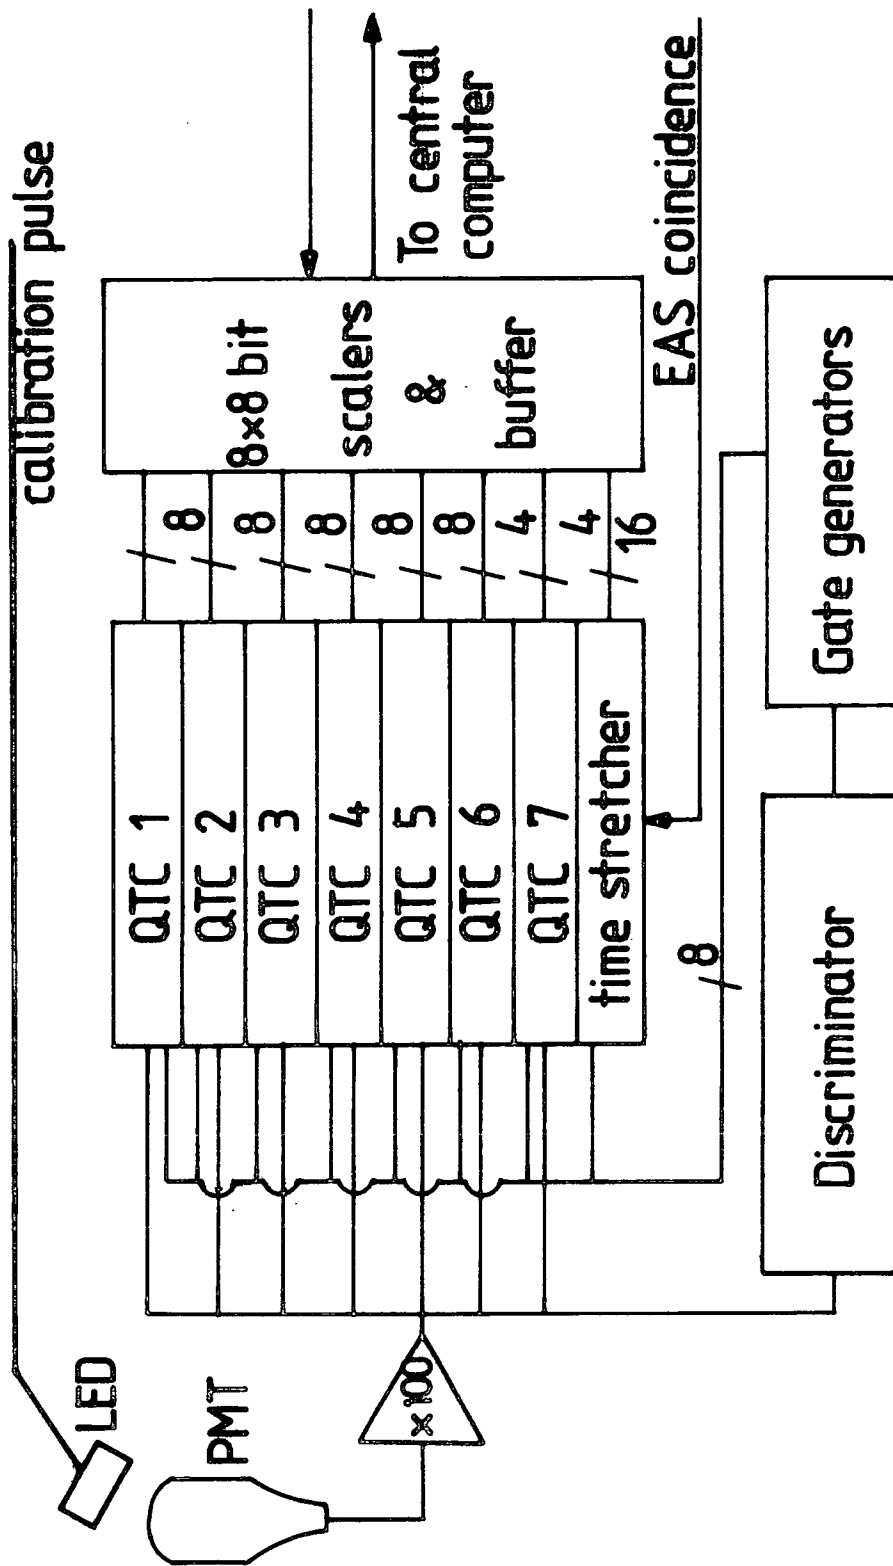 calibration pulse
LED
PMT
×100
QTC 1
QTC 2
QTC 3
QTC 4
QTC 5
QTC 6
QTC 7
time stretcher
8
8
8
8
8
4
4
16
8×8 bit
scalers
&
buffer
To central
computer
EAS coincidence
8
Discriminator
Gate generators